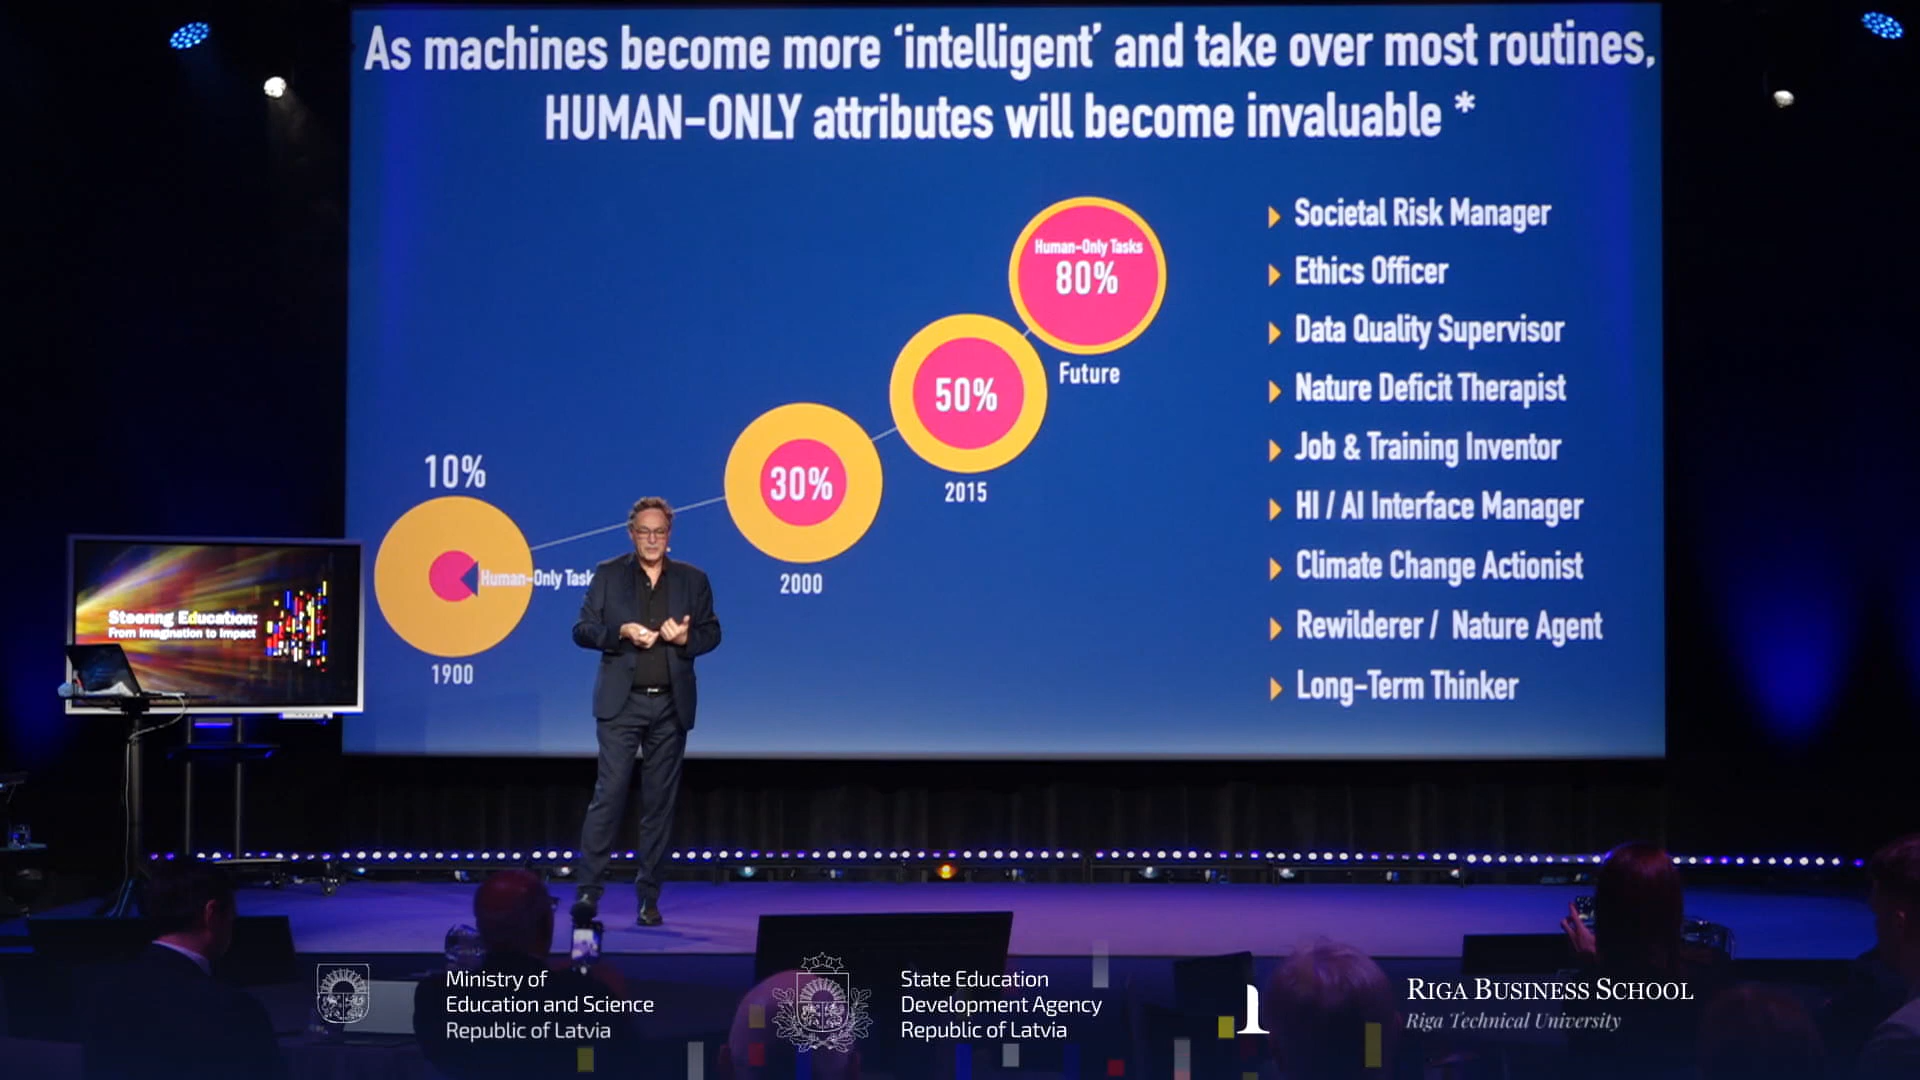 As machines become more ‘intelligent’ and take over most routines,
HUMAN-ONLY attributes will become invaluable *
10%
Human-Only Task
1900
30%
2000
50%
2015
Human-Only Tasks
80%
Future
Societal Risk Manager
Ethics Officer
Data Quality Supervisor
Nature Deficit Therapist
Job & Training Inventor
HI / AI Interface Manager
Climate Change Actionist
Rewilderer / Nature Agent
Long-Term Thinker
Steering Education:
From Imagination to Impact
Ministry of
Education and Science
Republic of Latvia
State Education
Development Agency
Republic of Latvia
RIGA BUSINESS SCHOOL
Riga Technical University